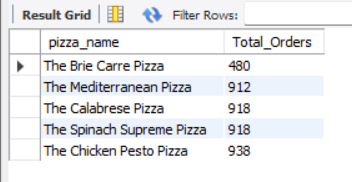 Result Grid Filter Rows:
pizza_name Total_Orders
The Brie Carre Pizza 480
The Mediterranean Pizza 912
The Calabrese Pizza 918
The Spinach Supreme Pizza 918
The Chicken Pesto Pizza 938